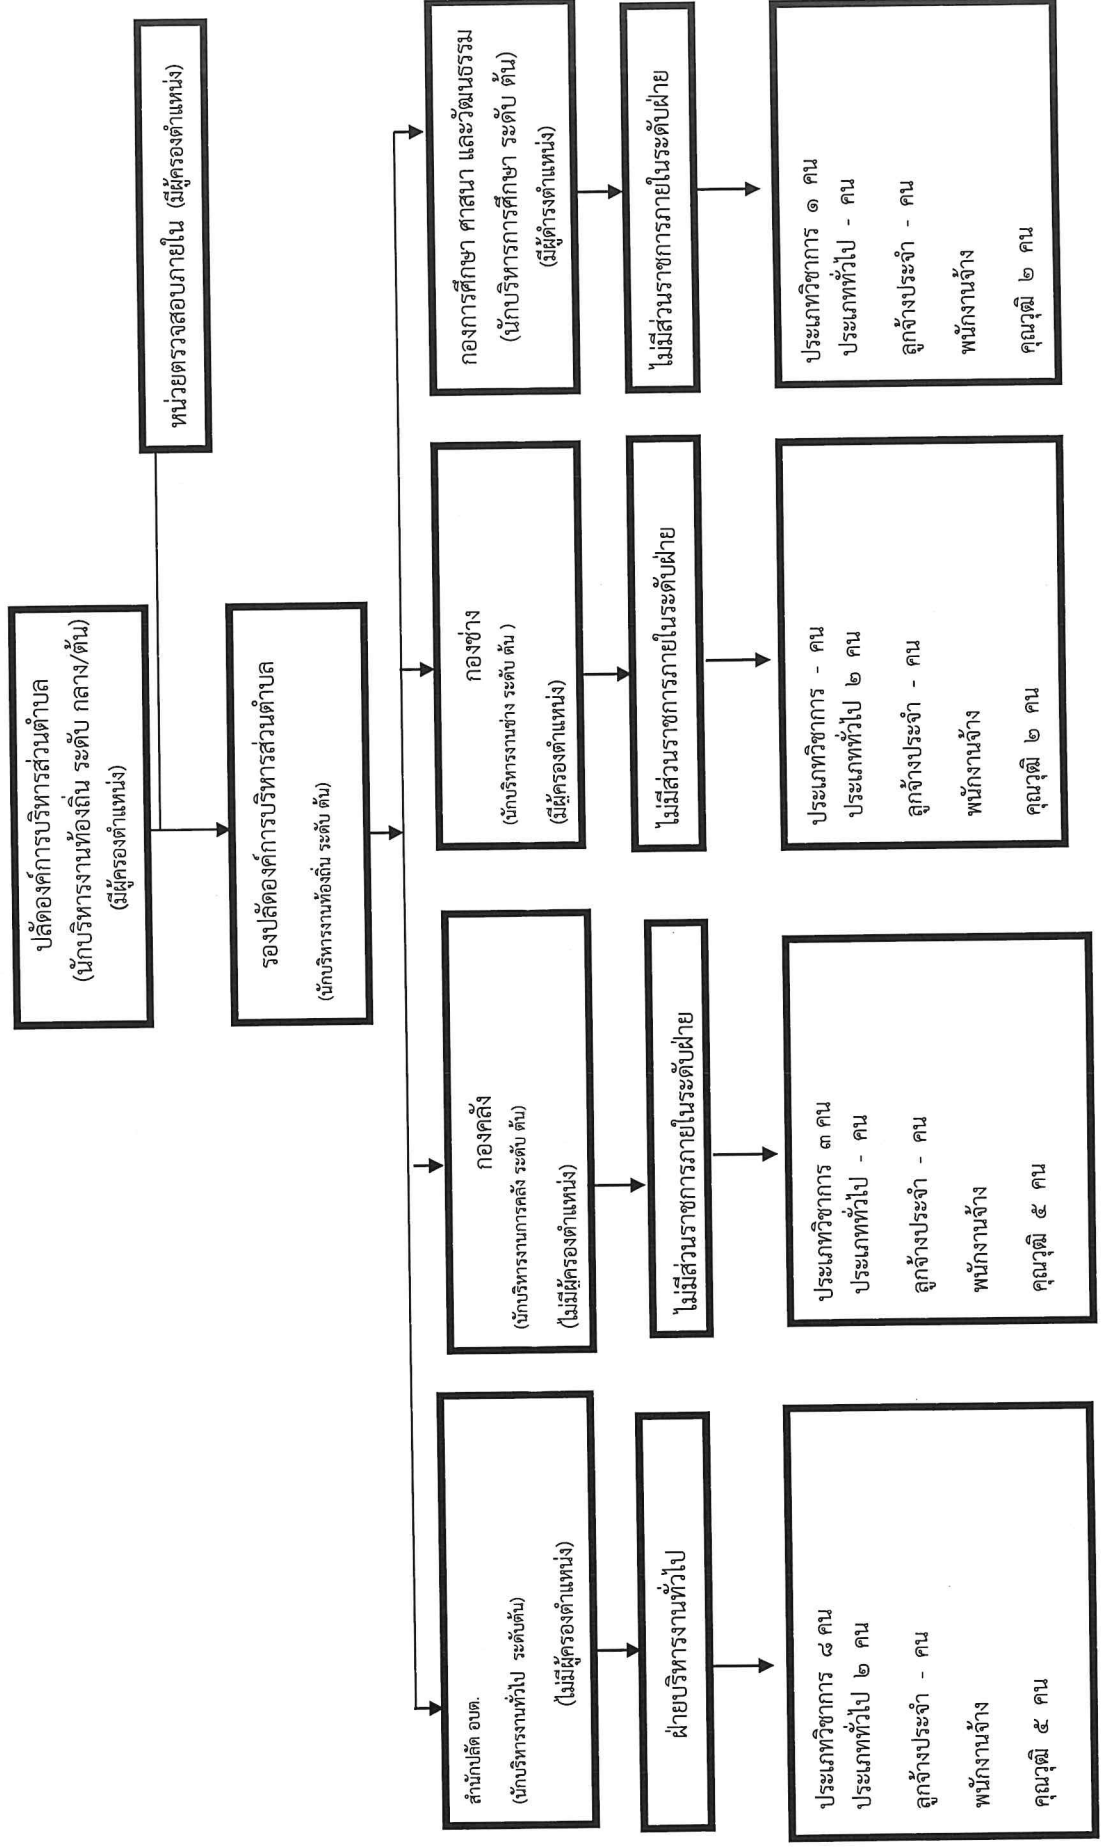 ปลัดองค์การบริหารส่วนตำบล
(นักบริหารงานท้องถิ่น ระดับ กลาง/ต้น)
(มีผู้ครองตำแหน่ง)
หน่วยตรวจสอบภายใน (มีผู้ครองตำแหน่ง)
รองปลัดองค์การบริหารส่วนตำบล
(นักบริหารงานท้องถิ่น ระดับ ต้น)
สำนักปลัด อบต.
(นักบริหารงานทั่วไป ระดับต้น)
(ไม่มีผู้ครองตำแหน่ง)
กองคลัง
(นักบริหารงานการคลัง ระดับ ต้น)
(ไม่มีผู้ครองตำแหน่ง)
กองช่าง
(นักบริหารงานช่าง ระดับ ต้น )
(มีผู้ครองตำแหน่ง)
กองการศึกษา ศาสนา และวัฒนธรรม
(นักบริหารการศึกษา ระดับ ต้น)
(มีผู้ดำรงตำแหน่ง)
ฝ่ายบริหารงานทั่วไป
ไม่มีส่วนราชการภายในระดับฝ่าย
ไม่มีส่วนราชการภายในระดับฝ่าย
ไม่มีส่วนราชการภายในระดับฝ่าย
ประเภทวิชาการ ๘ คน
ประเภททั่วไป ๒ คน
ลูกจ้างประจำ - คน
พนักงานจ้าง
คุณวุฒิ ๕ คน
ประเภทวิชาการ ๓ คน
ประเภททั่วไป - คน
ลูกจ้างประจำ - คน
พนักงานจ้าง
คุณวุฒิ ๕ คน
ประเภทวิชาการ - คน
ประเภททั่วไป ๒ คน
ลูกจ้างประจำ - คน
พนักงานจ้าง
คุณวุฒิ ๒ คน
ประเภทวิชาการ ๑ คน
ประเภททั่วไป - คน
ลูกจ้างประจำ - คน
พนักงานจ้าง
คุณวุฒิ ๒ คน